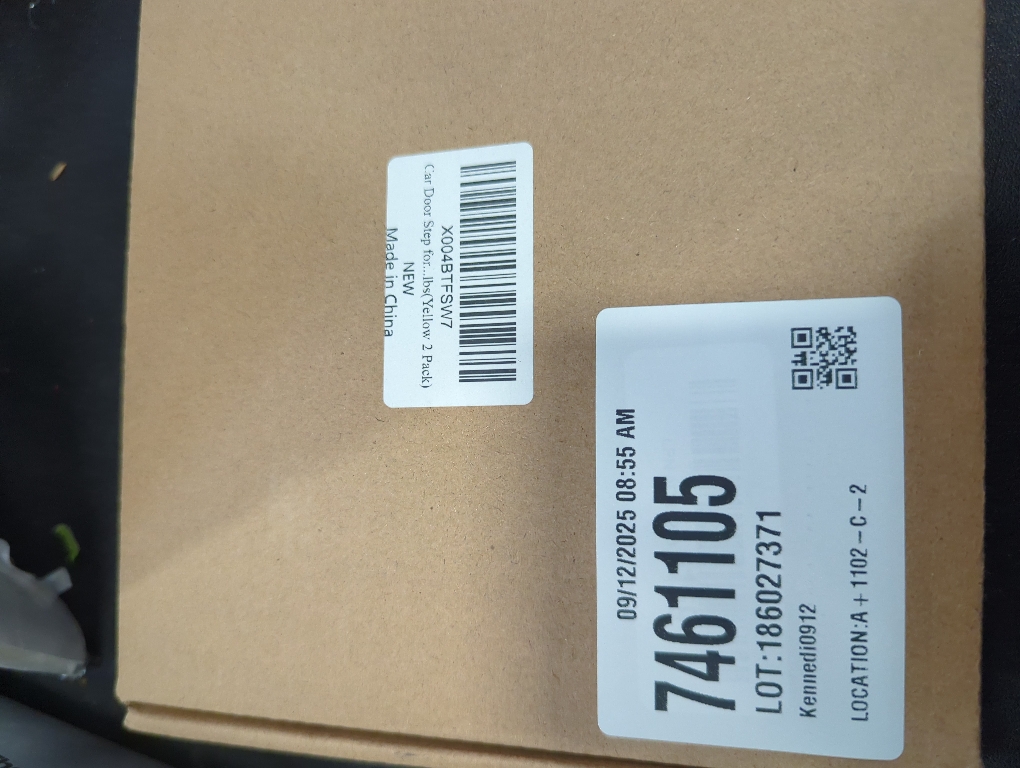 X004BTFSW7
Car Door Step for...lbs(Yellow 2 Pack)
NEW
Made in China
09/12/2025 08:55 AM
7461105
LOT:186027371
Kennedi0912
LOCATION:A+1102-C-2